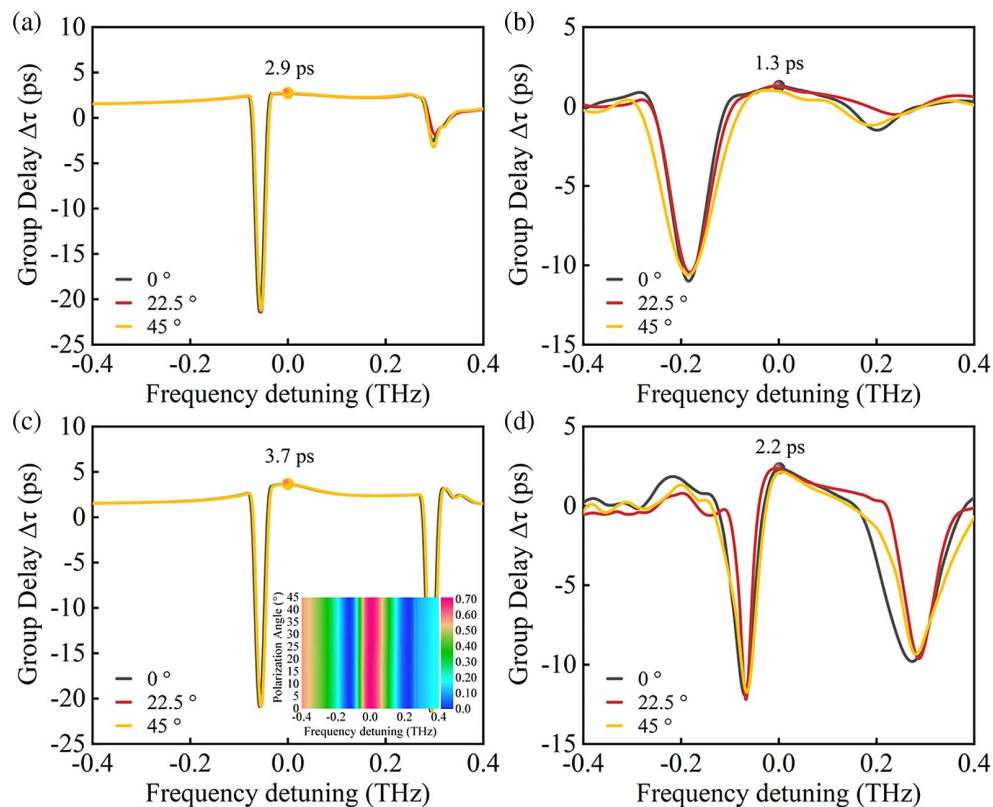 (a)
10
5
0
-5
-10
-15
-20
-25
Group Delay Δτ (ps)
2.9 ps
0 °
22.5 °
45 °
-0.4 -0.2 0.0 0.2 0.4
Frequency detuning (THz)
(b)
5
0
-5
-10
-15
Group Delay Δτ (ps)
1.3 ps
0 °
22.5 °
45 °
-0.4 -0.2 0.0 0.2 0.4
Frequency detuning (THz)
(c)
10
5
0
-5
-10
-15
-20
-25
Group Delay Δτ (ps)
3.7 ps
0 °
22.5 °
45 °
45
40
35
30
25
20
15
10
5
0
Polarization Angle (°)
0.70
0.60
0.50
0.40
0.30
0.20
0.10
0.0
-0.4 -0.2 0.0 0.2 0.4
Frequency detuning (THz)
-0.4 -0.2 0.0 0.2 0.4
Frequency detuning (THz)
(d)
5
0
-5
-10
-15
Group Delay Δτ (ps)
2.2 ps
0 °
22.5 °
45 °
-0.4 -0.2 0.0 0.2 0.4
Frequency detuning (THz)